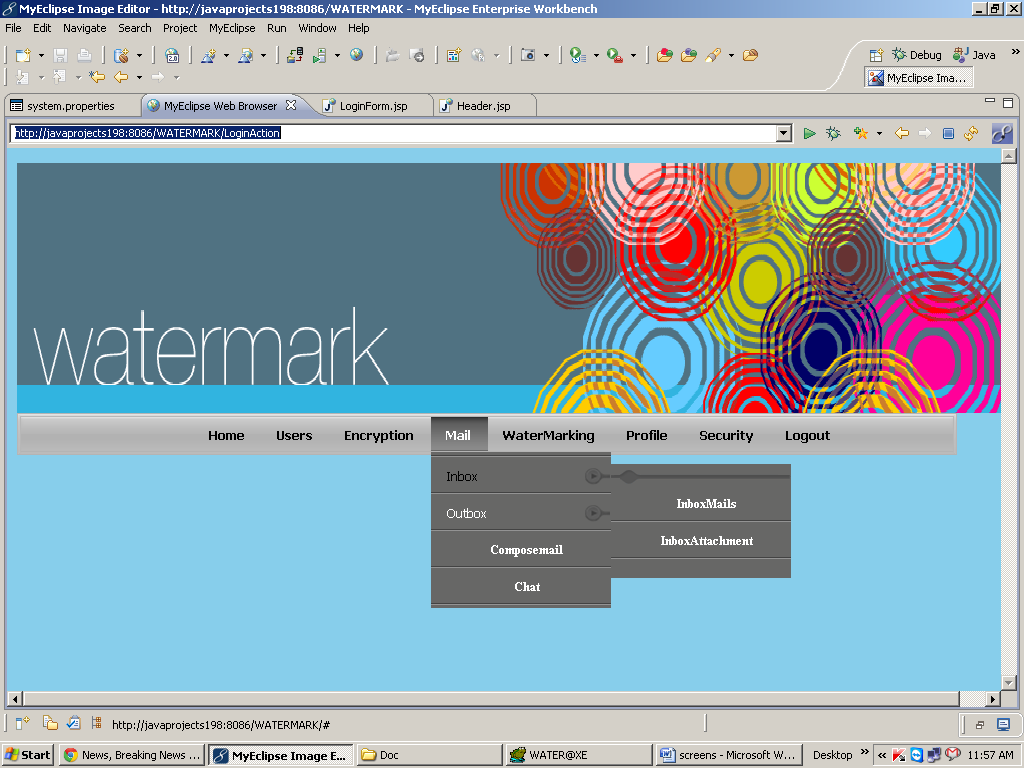 MyEclipse Image Editor - http://javaprojects198:8086/WATERMARK - MyEclipse Enterprise Workbench
File Edit Navigate Search Project MyEclipse Run Window Help
2.0
Debug Java »
MyEclipse Ima...
system.properties MyEclipse Web Browser LoginForm.jsp Header.jsp
http://javaprojects198:8086/WATERMARK/LoginAction
watermark
Home Users Encryption Mail WaterMarking Profile Security Logout
Inbox
InboxMails
Outbox
InboxAttachment
Composemail
Chat
http://javaprojects198:8086/WATERMARK/#
Start News, Breaking News ... MyEclipse Image E... Doc WATER@XE screens - Microsoft W... Desktop » « 11:57 AM